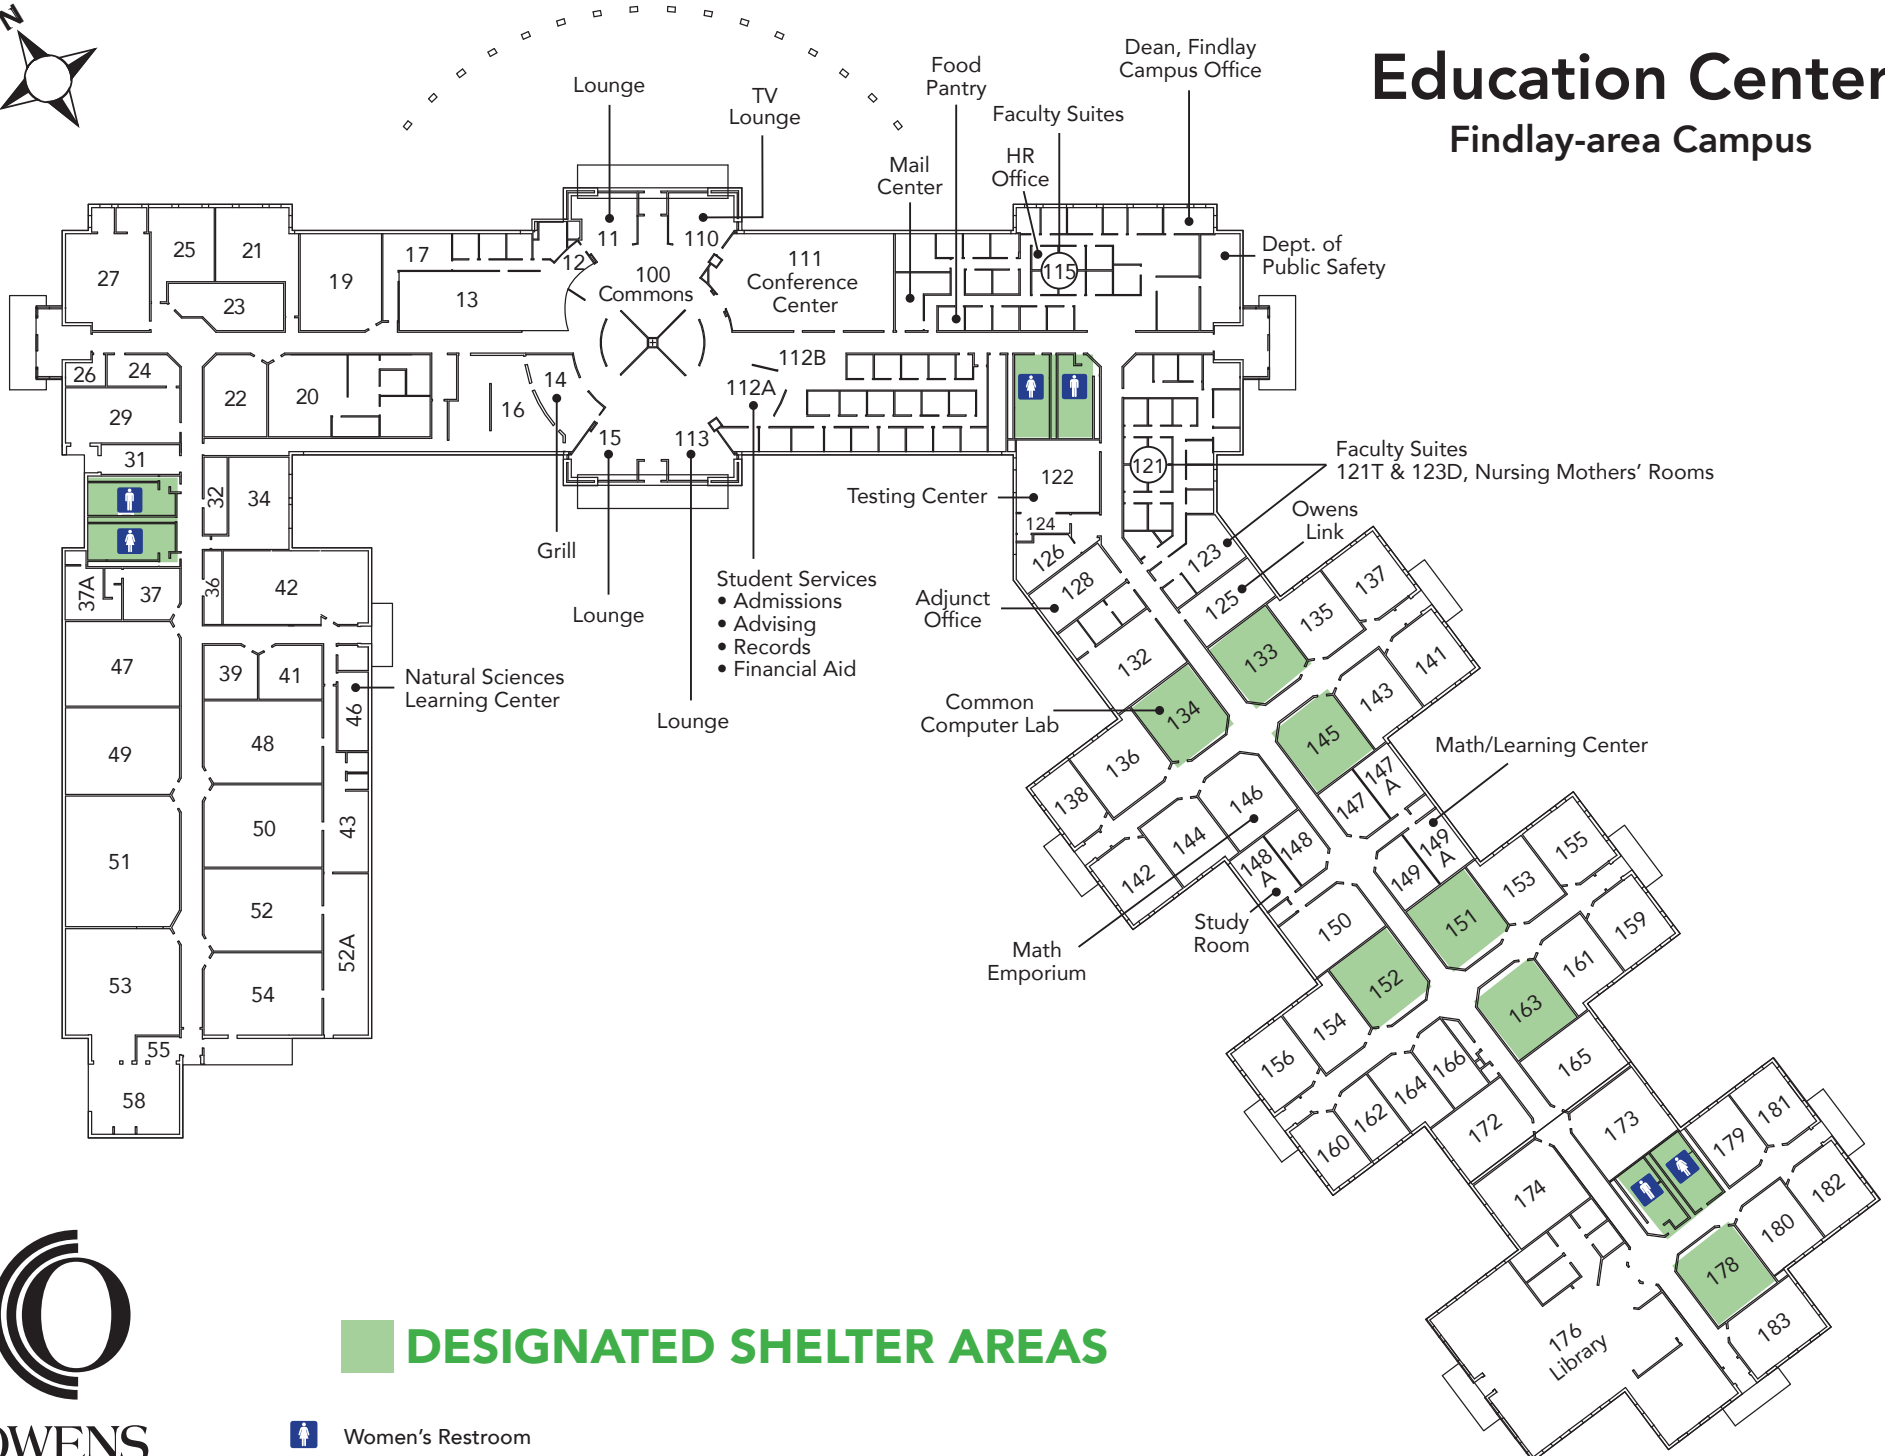 N
Education Center
Findlay-area Campus
Dean, Findlay
Campus Office
Food
Pantry
Faculty Suites
HR
Office
Mail
Center
Lounge
TV
Lounge
Dept. of
Public Safety
27
25
21
23
19
17
13
12
11
110
100
Commons
111
Conference
Center
115
26
24
29
22
20
16
14
15
113
112A
112B
31
32
34
36
37A
37
42
122
121
Testing Center
124
Faculty Suites
121T & 123D, Nursing Mothers' Rooms
Owens
Link
Grill
Lounge
Student Services
• Admissions
• Advising
• Records
• Financial Aid
Lounge
Natural Sciences
Learning Center
Adjunct
Office
126
128
123
125
132
133
135
137
141
143
145
134
Common
Computer Lab
136
138
142
144
146
147
147
A
148
148
A
149
149
A
Math/Learning Center
Study
Room
Math
Emporium
150
151
152
153
155
159
161
163
154
156
160
162
164
166
165
172
173
174
179
181
182
180
178
183
176
Library
47
39
41
46
49
48
51
50
43
53
52
52A
54
55
58
DESIGNATED SHELTER AREAS
Women's Restroom
OWENS